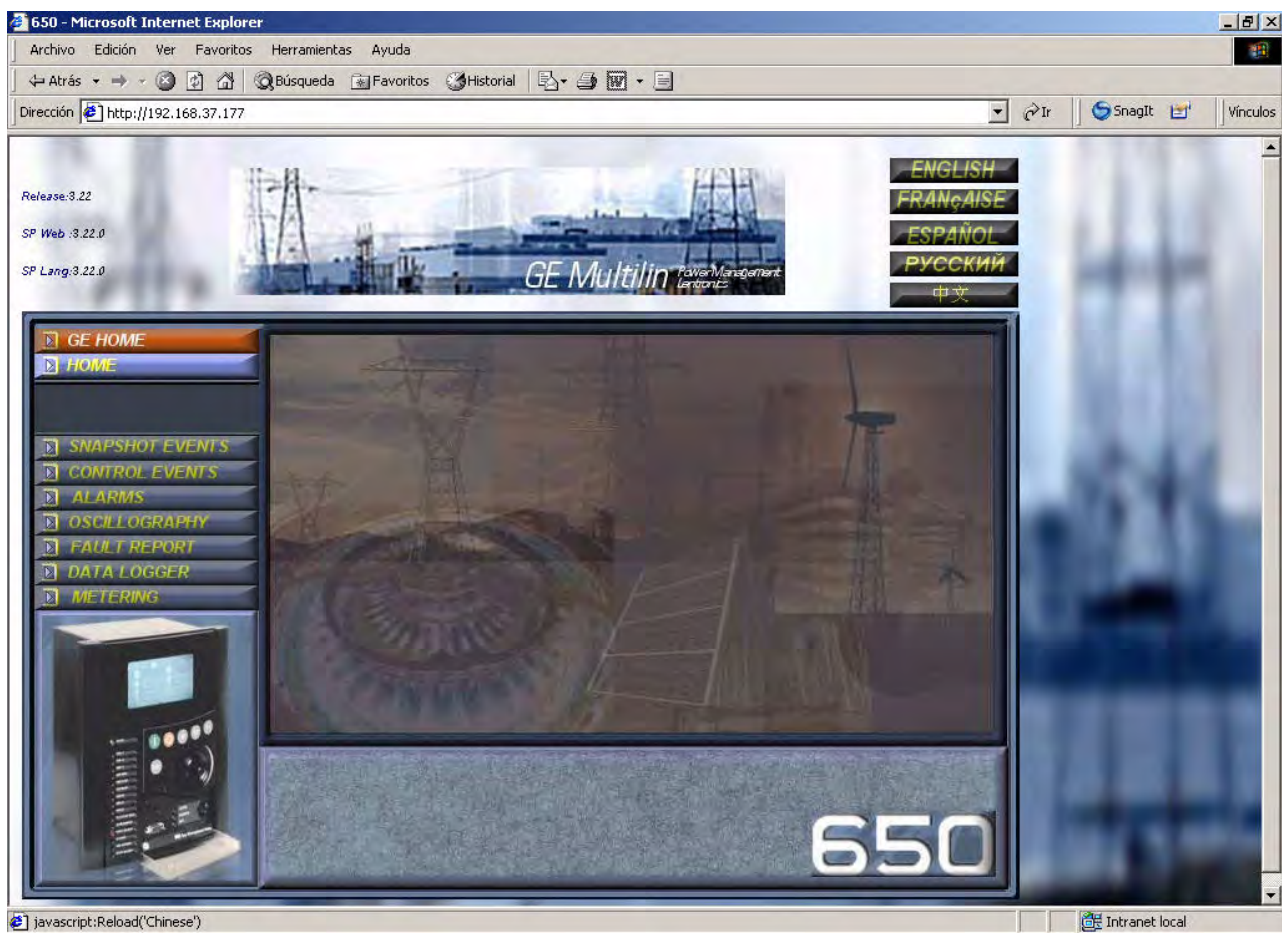 650 - Microsoft Internet Explorer
Archivo Edición Ver Favoritos Herramientas Ayuda
Atrás Búsqueda Favoritos Historial
Dirección http://192.168.37.177 Ir SnagIt Vínculos
Release:3.22
SP Web :3.22.0
SP Lang:3.22.0
GE Multilin Power Management
Lentronics
ENGLISH
FRANçAISE
ESPAÑOL
РУССКИЙ
中文
GE HOME
HOME
SNAPSHOT EVENTS
CONTROL EVENTS
ALARMS
OSCILLOGRAPHY
FAULT REPORT
DATA LOGGER
METERING
650
javascript:Reload('Chinese') Intranet local